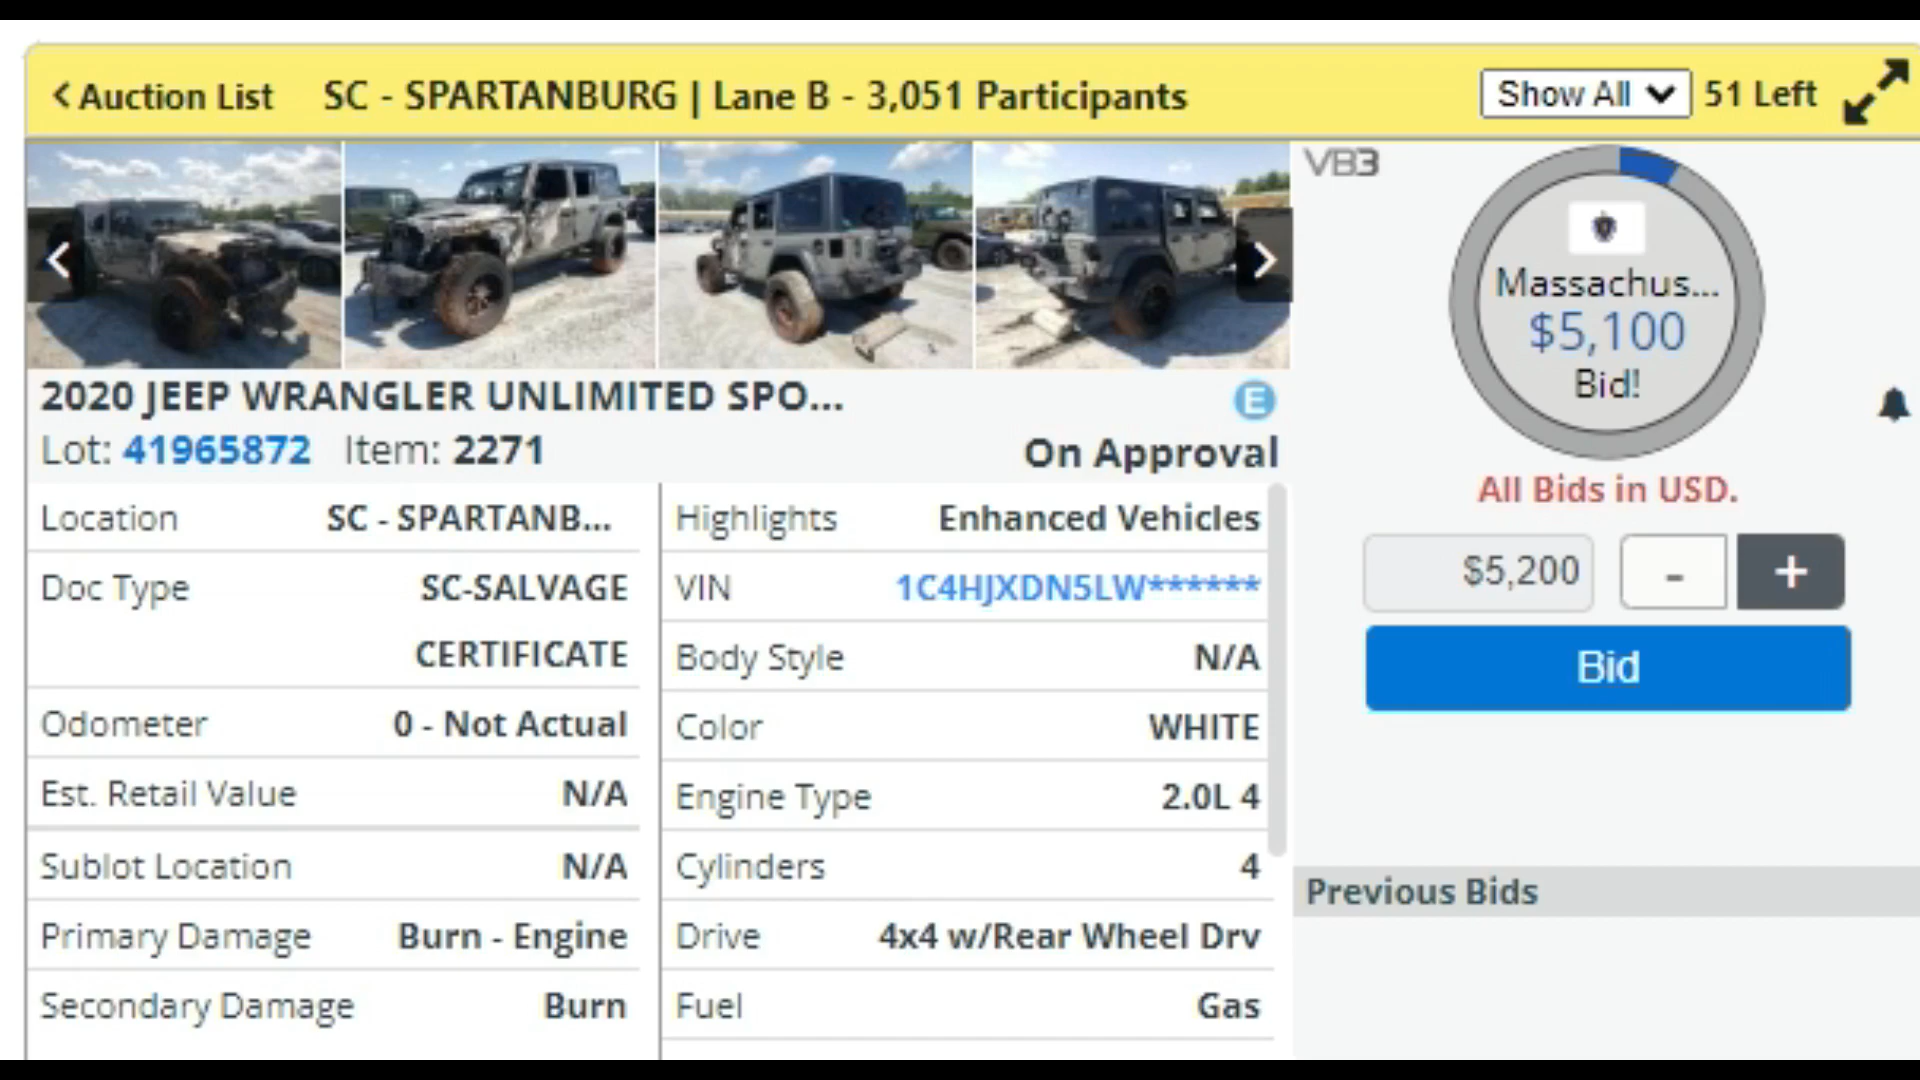 Auction List SC - SPARTANBURG | Lane B - 3,051 Participants Show All 51 Left
2020 JEEP WRANGLER UNLIMITED SPO... E
Lot: 41965872 Item: 2271
On Approval
Location SC - SPARTANB...
Doc Type SC-SALVAGE
CERTIFICATE
Odometer 0 - Not Actual
Est. Retail Value N/A
Sublot Location N/A
Primary Damage Burn - Engine
Secondary Damage Burn
Highlights Enhanced Vehicles
VIN 1C4HJXDN5LW******
Body Style N/A
Color WHITE
Engine Type 2.0L 4
Cylinders 4
Drive 4x4 w/Rear Wheel Drv
Fuel Gas
VB3
Massachus...
$5,100
Bid!
All Bids in USD.
$5,200 - +
Bid
Previous Bids